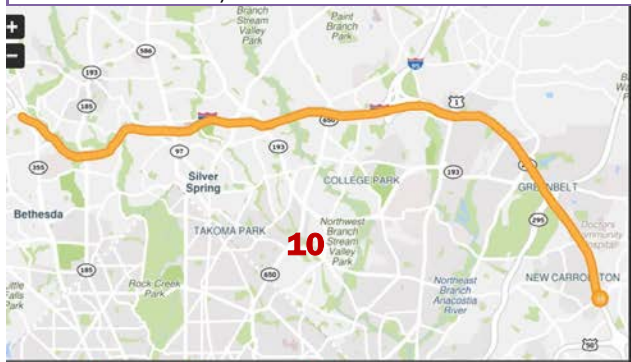 +
−
Branch
Stream
Valley
Park
Paint
Branch
Park
586
95
193
185
1
650
97
193
355
193
Silver
Spring
COLLEGE PARK
GREENBELT
Bethesda
295
TAKOMA PARK
10
Northwest
Branch
Stream
Valley
Park
Doctors
Community
Hospital
185
650
Rock Creek
Park
Falls
Park
Northeast
Branch
Anacostia
River
NEW CARROLLTON
50